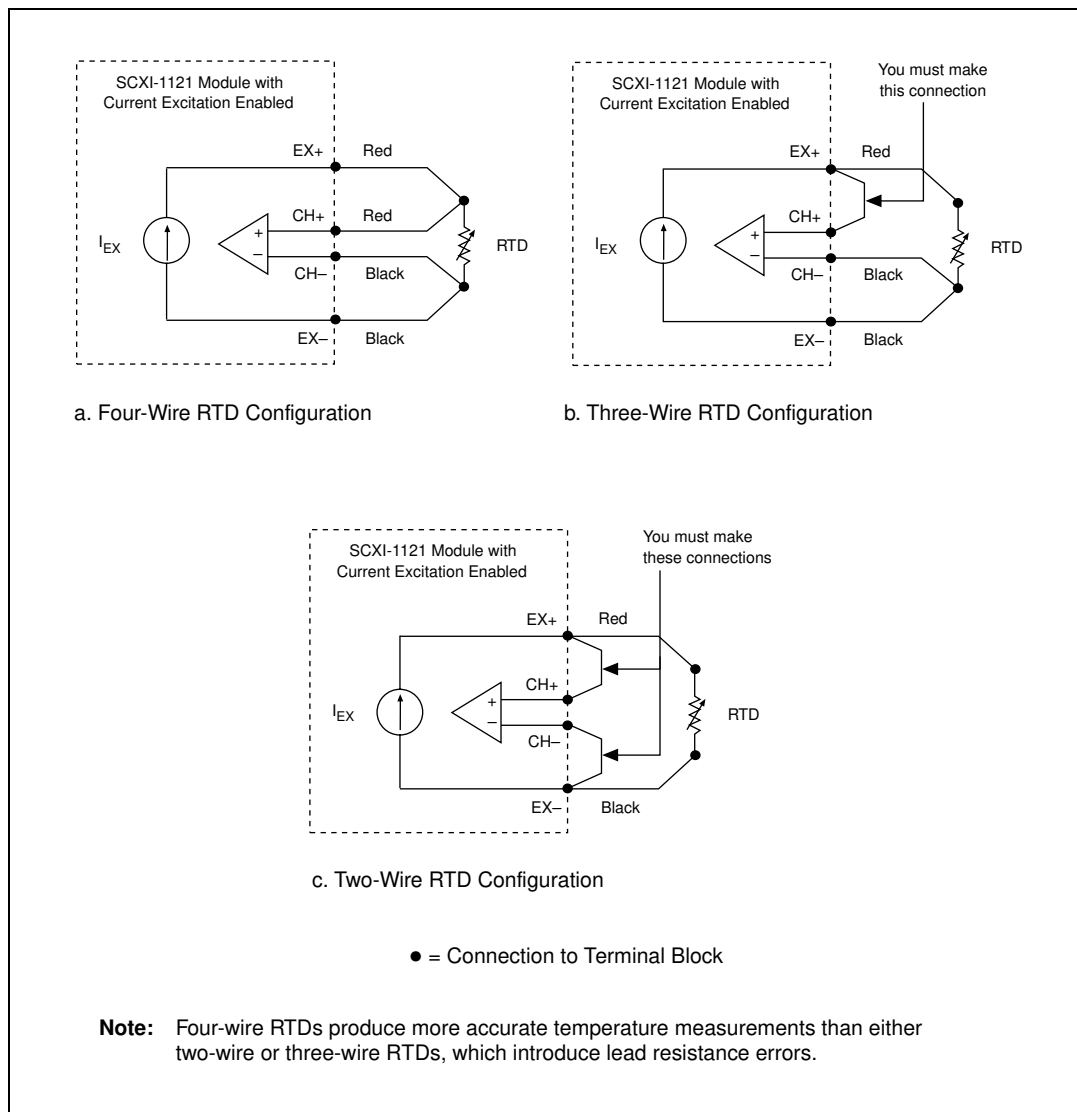 SCXI-1121 Module with
Current Excitation Enabled
EX+
Red
CH+
Red
I_EX
+
–
RTD
CH–
Black
EX–
Black
a. Four-Wire RTD Configuration
SCXI-1121 Module with
Current Excitation Enabled
You must make
this connection
EX+
Red
CH+
I_EX
+
–
RTD
CH–
Black
EX–
Black
b. Three-Wire RTD Configuration
SCXI-1121 Module with
Current Excitation Enabled
You must make
these connections
EX+
Red
CH+
I_EX
+
–
RTD
CH–
EX–
Black
c. Two-Wire RTD Configuration
● = Connection to Terminal Block
Note: Four-wire RTDs produce more accurate temperature measurements than either
two-wire or three-wire RTDs, which introduce lead resistance errors.